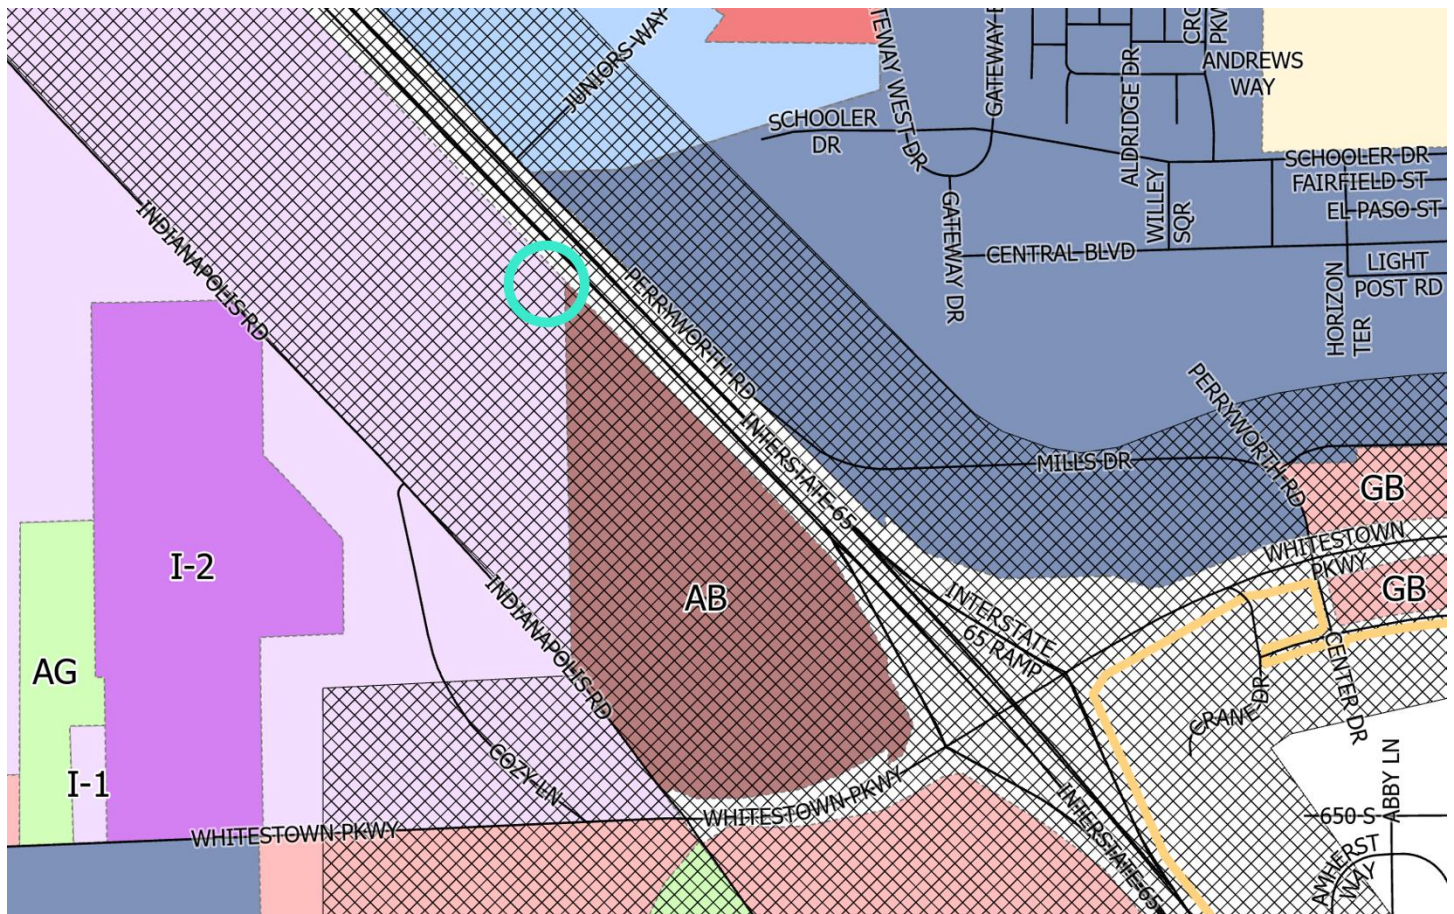 JUNIORS WAY
TEWAY WEST DR
GATEWAY E
ALDRIDGE DR
CRO
PKW
ANDREWS
WAY
SCHOOLER
DR
SCHOOLER DR
FAIRFIELD ST
EL PASO ST
WILLEY
SQR
GATEWAY DR
CENTRAL BLVD
LIGHT
POST RD
HORIZON
TER
INDIANAPOLIS RD
PERRYWORTH RD
PERRYWORTH RD
INTERSTATE 65
MILLS DR
GB
WHITESTOWN
PKWY
GB
I-2
AB
INTERSTATE
65 RAMP
INDIANAPOLIS RD
AG
CENTER DR
CRANE DR
COZY LN
I-1
ABBY LN
WHITESTOWN PKWY
WHITESTOWN PKWY
INTERSTATE 65
650 S
AMHERST
WAY